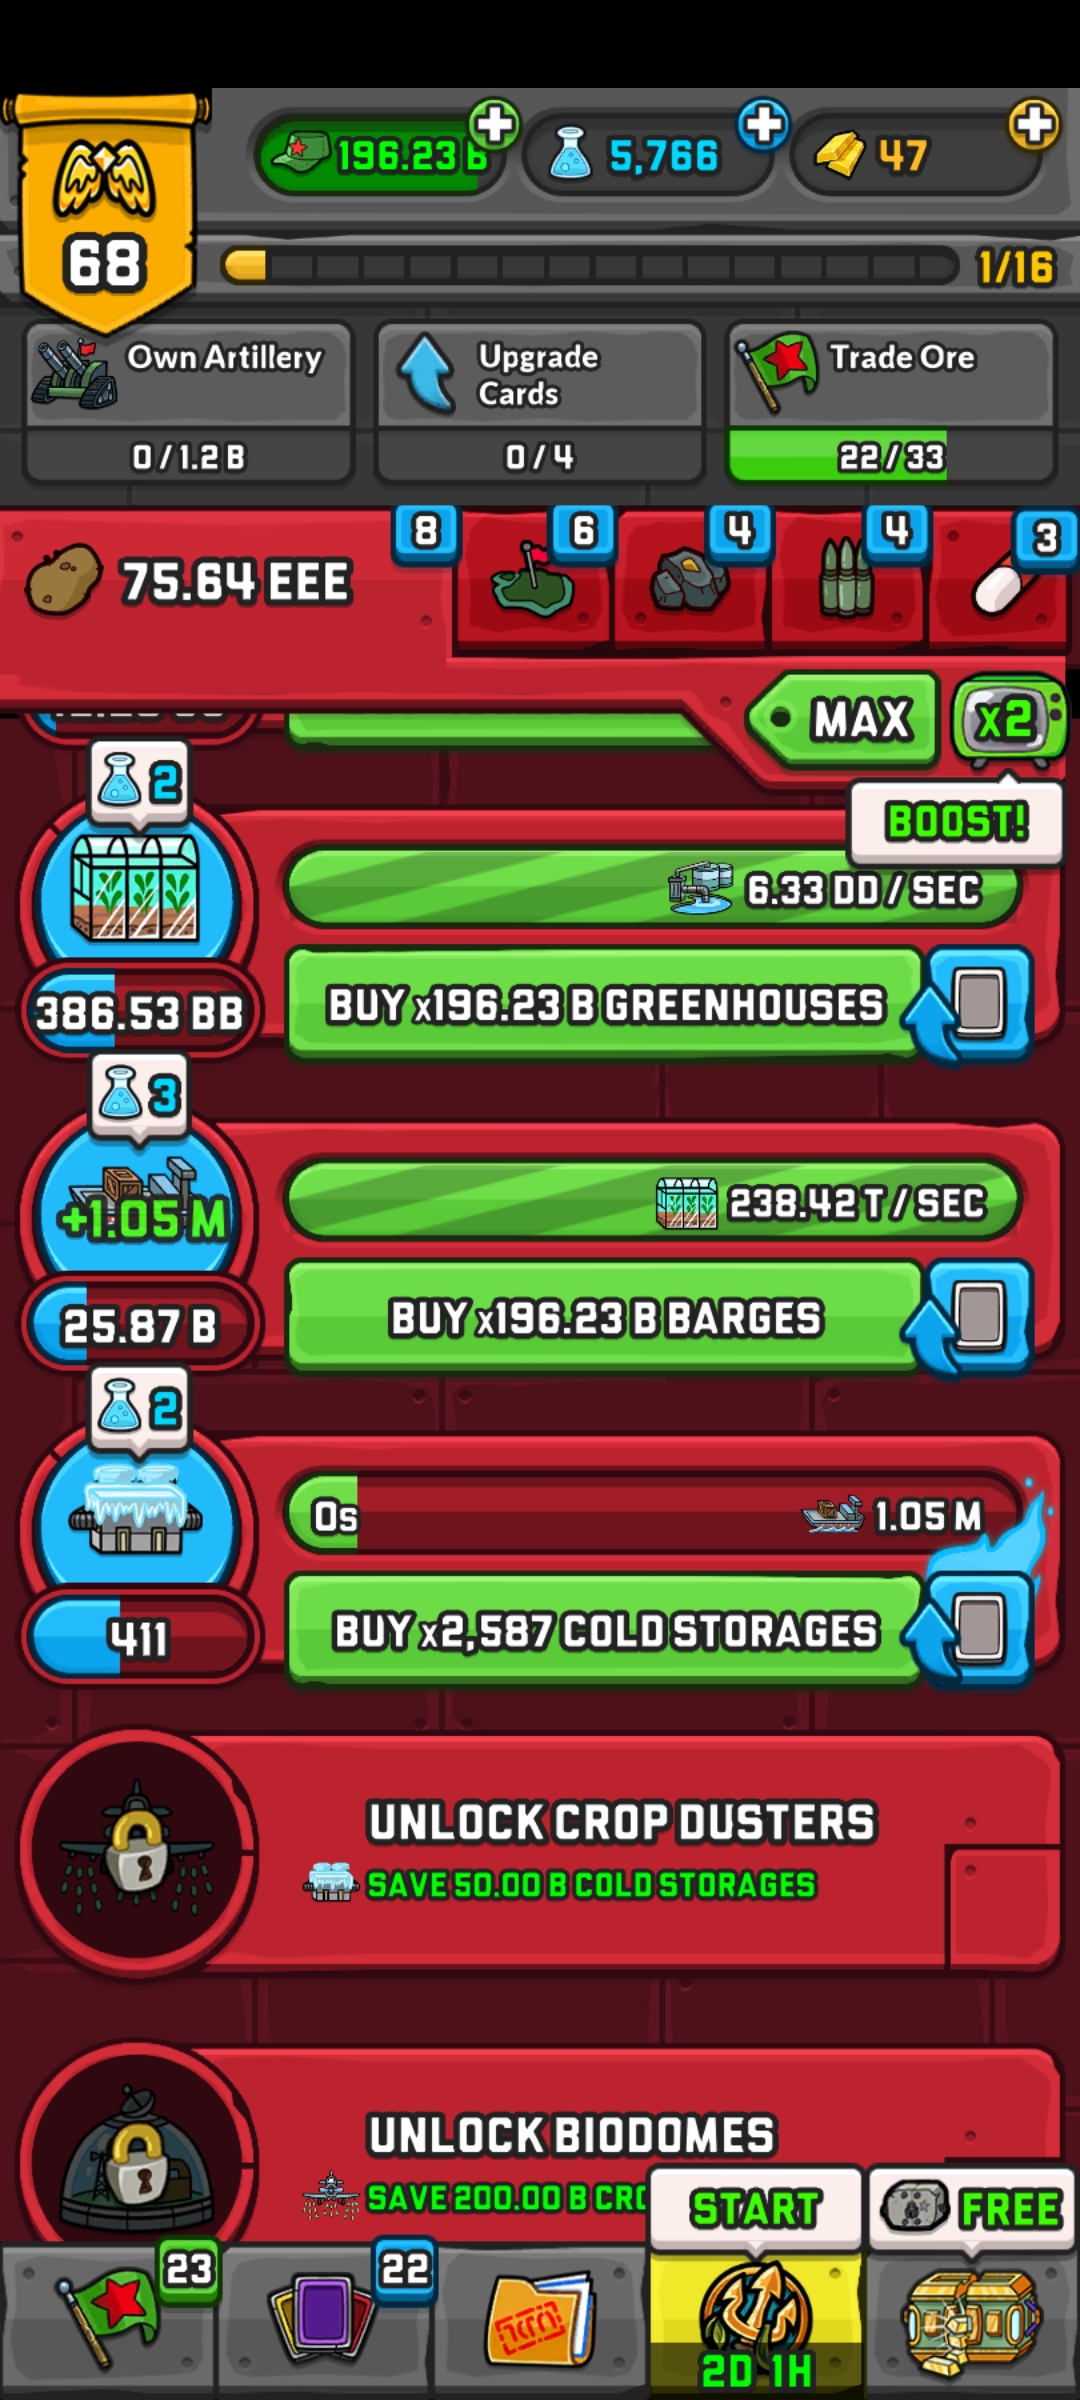 196.23 B
5,766
47
68
1/16
Own Artillery
0 / 1.2 B
Upgrade
Cards
0 / 4
Trade Ore
22 / 33
75.64 EEE
8
6
4
4
3
MAX
x2
BOOST!
2
6.33 DD / SEC
386.53 BB
BUY x196.23 B GREENHOUSES
3
+1.05 M
238.42 T / SEC
25.87 B
BUY x196.23 B BARGES
2
0s
1.05 M
411
BUY x2,587 COLD STORAGES
UNLOCK CROP DUSTERS
SAVE 50.00 B COLD STORAGES
UNLOCK BIODOMES
SAVE 200.00 B
START
FREE
23
22
2D 1H